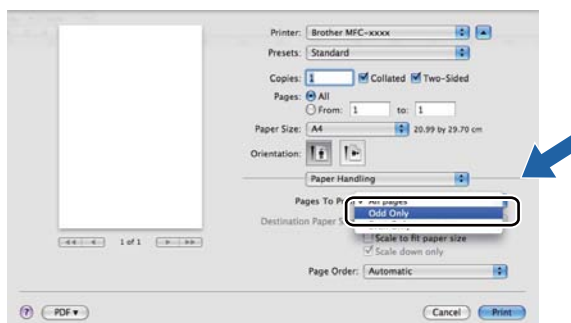 Printer: Brother MFC-xxxx
Presets: Standard
Copies: 1 Collated Two-Sided
Pages: All
From: 1 to: 1
Paper Size: A4 20.99 by 29.70 cm
Orientation:
Paper Handling
Pages To Pr All pages
Odd Only
Destination Paper S
Scale to fit paper size
Scale down only
1 of 1
Page Order: Automatic
? PDF Cancel Print